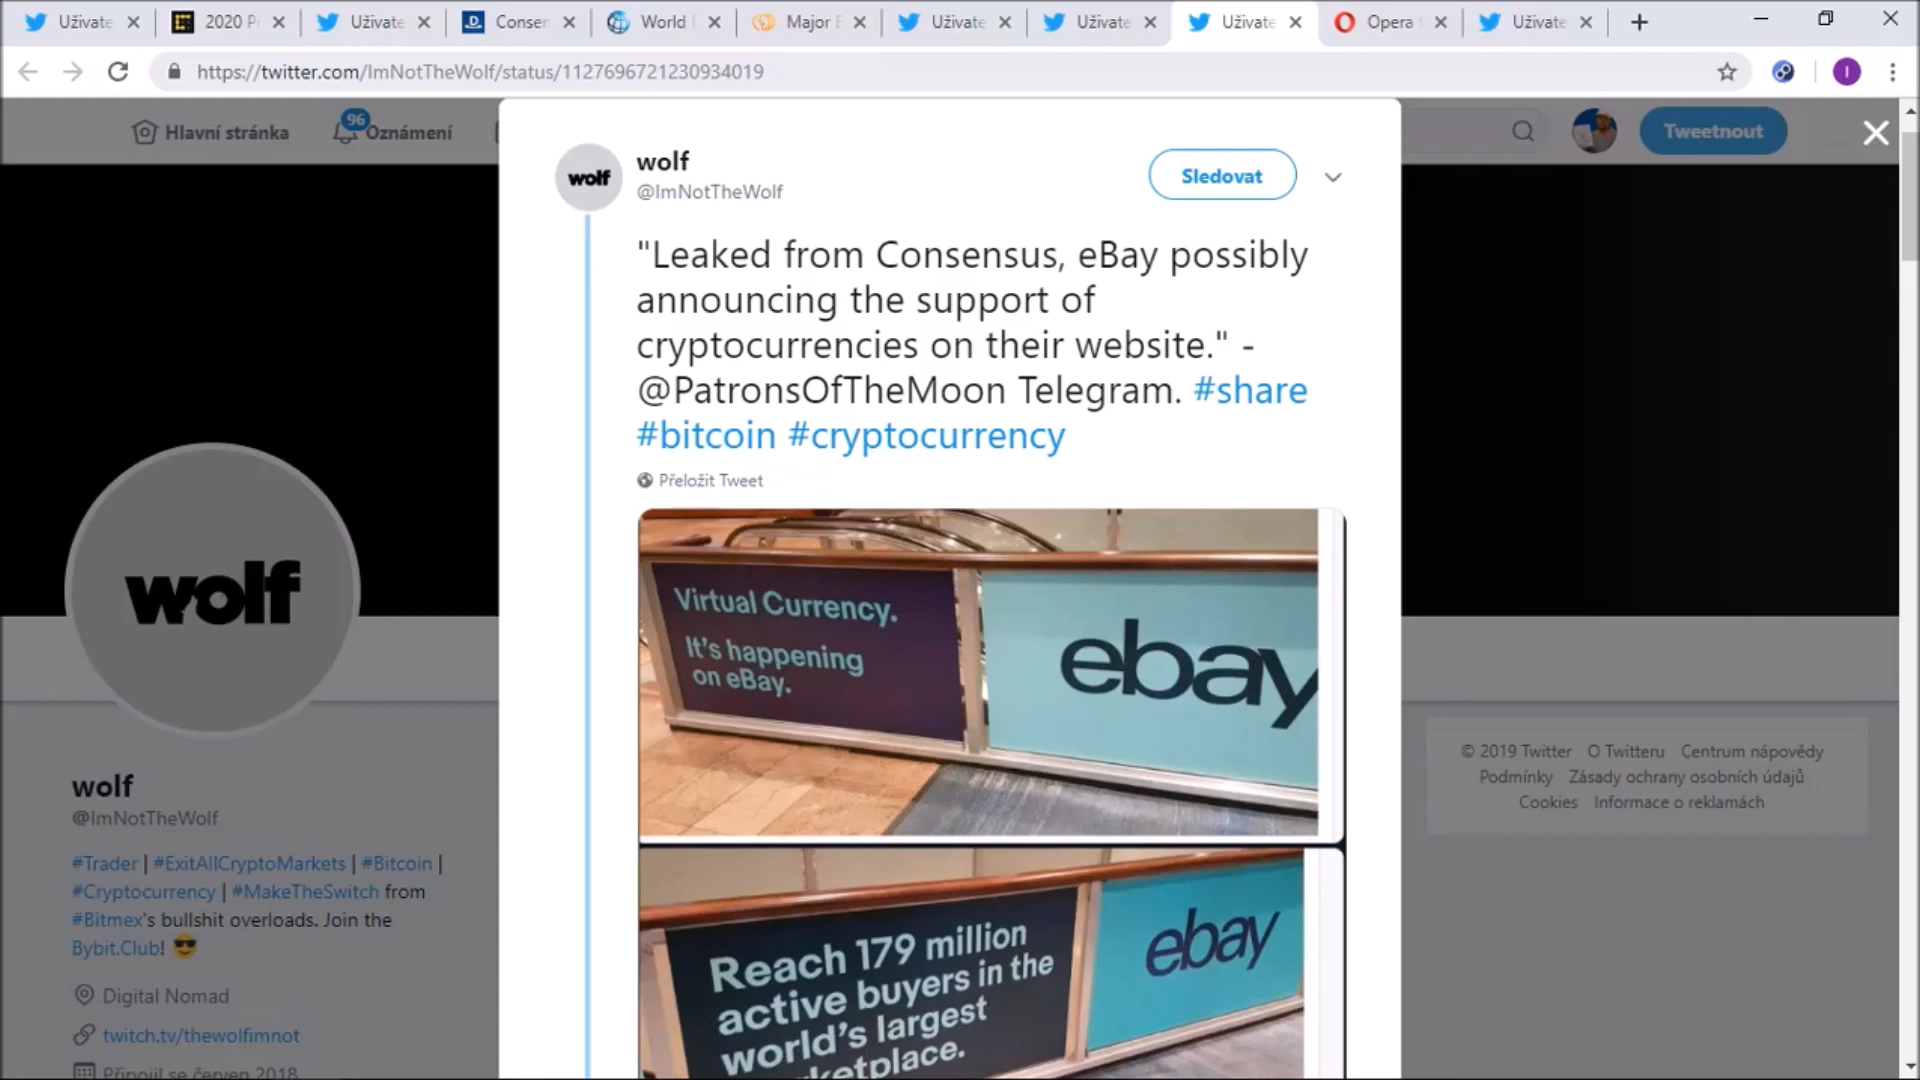 Uživate
2020 P
Uživate
Conser
World
Major
Uživate
Uživate
Uživate
Opera
Uživate
https://twitter.com/ImNotTheWolf/status/1127696721230934019
Hlavní stránka
96
Oznámení
Tweetnout
wolf
wolf
@ImNotTheWolf
Sledovat
"Leaked from Consensus, eBay possibly
announcing the support of
cryptocurrencies on their website." -
@PatronsOfTheMoon Telegram. #share
#bitcoin #cryptocurrency
Přeložit Tweet
Virtual Currency.
It's happening
on eBay.
ebay
Reach 179 million
active buyers in the
world's largest
ketplace.
ebay
wolf
wolf
@ImNotTheWolf
#Trader | #ExitAllCryptoMarkets | #Bitcoin |
#Cryptocurrency | #MakeTheSwitch from
#Bitmex's bullshit overloads. Join the
Bybit.Club!
Digital Nomad
twitch.tv/thewolfimnot
Připojil se červen 2018
© 2019 Twitter O Twitteru Centrum nápovědy
Podmínky Zásady ochrany osobních údajů
Cookies Informace o reklamách